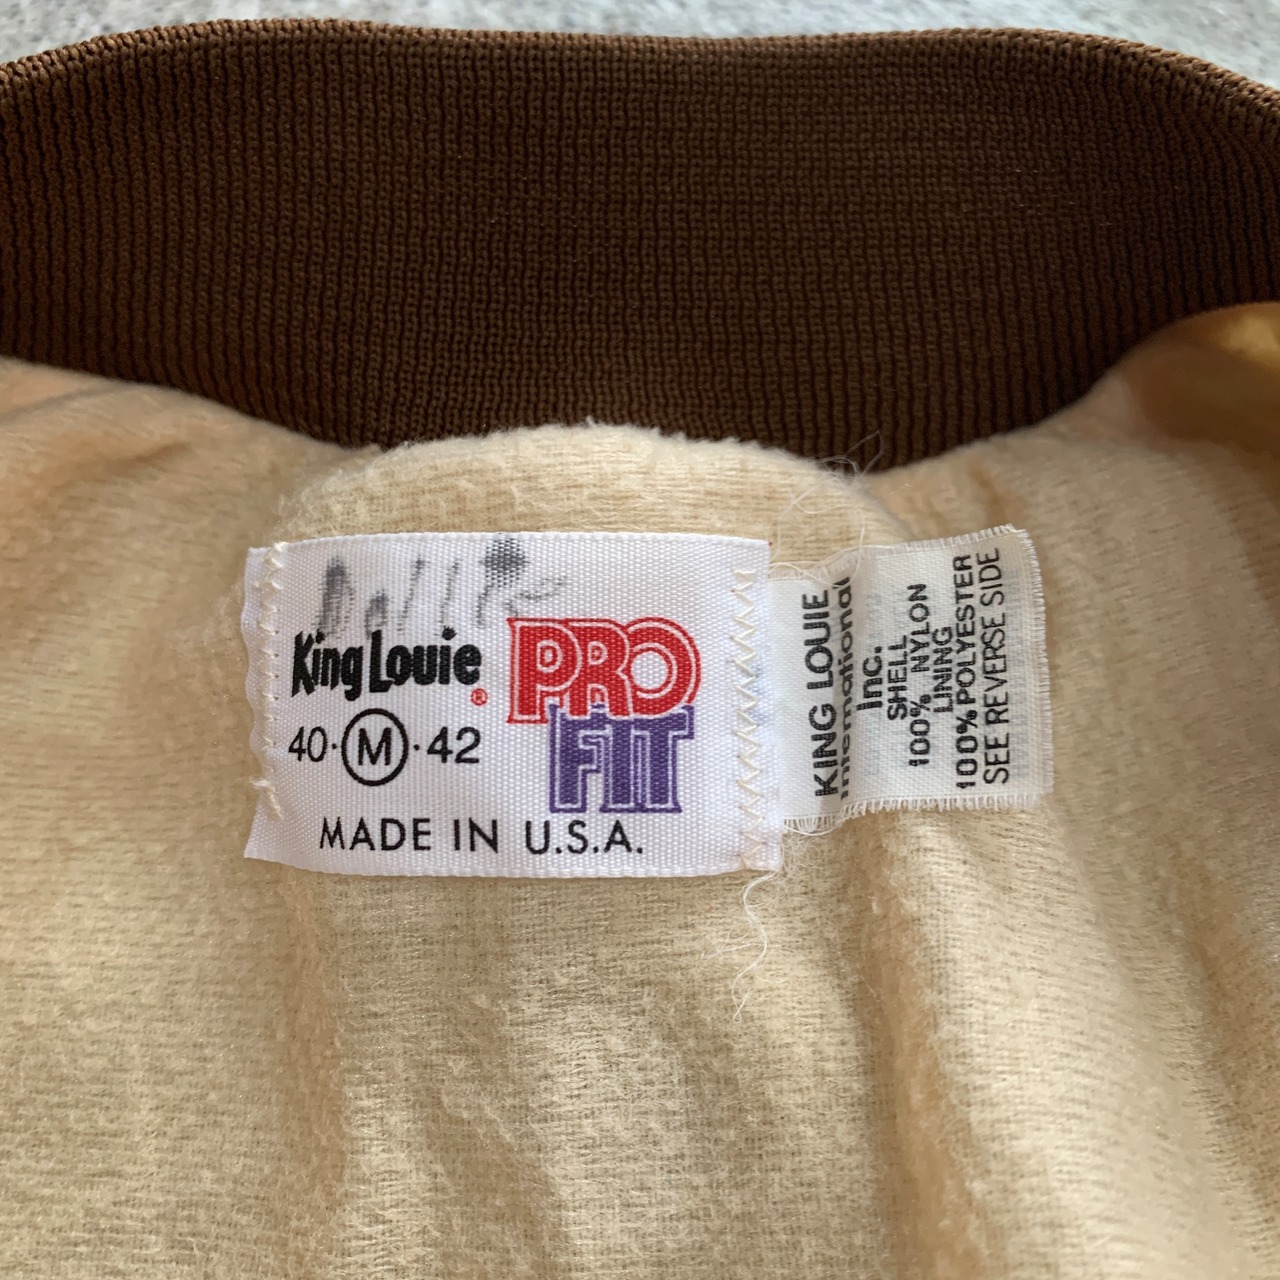 Dollie
King Louie®
PRO
FIT
40·M·42
MADE IN U.S.A.
KING LOUIE
International
Inc.
SHELL
100% NYLON
LINING
100% POLYESTER
SEE REVERSE SIDE